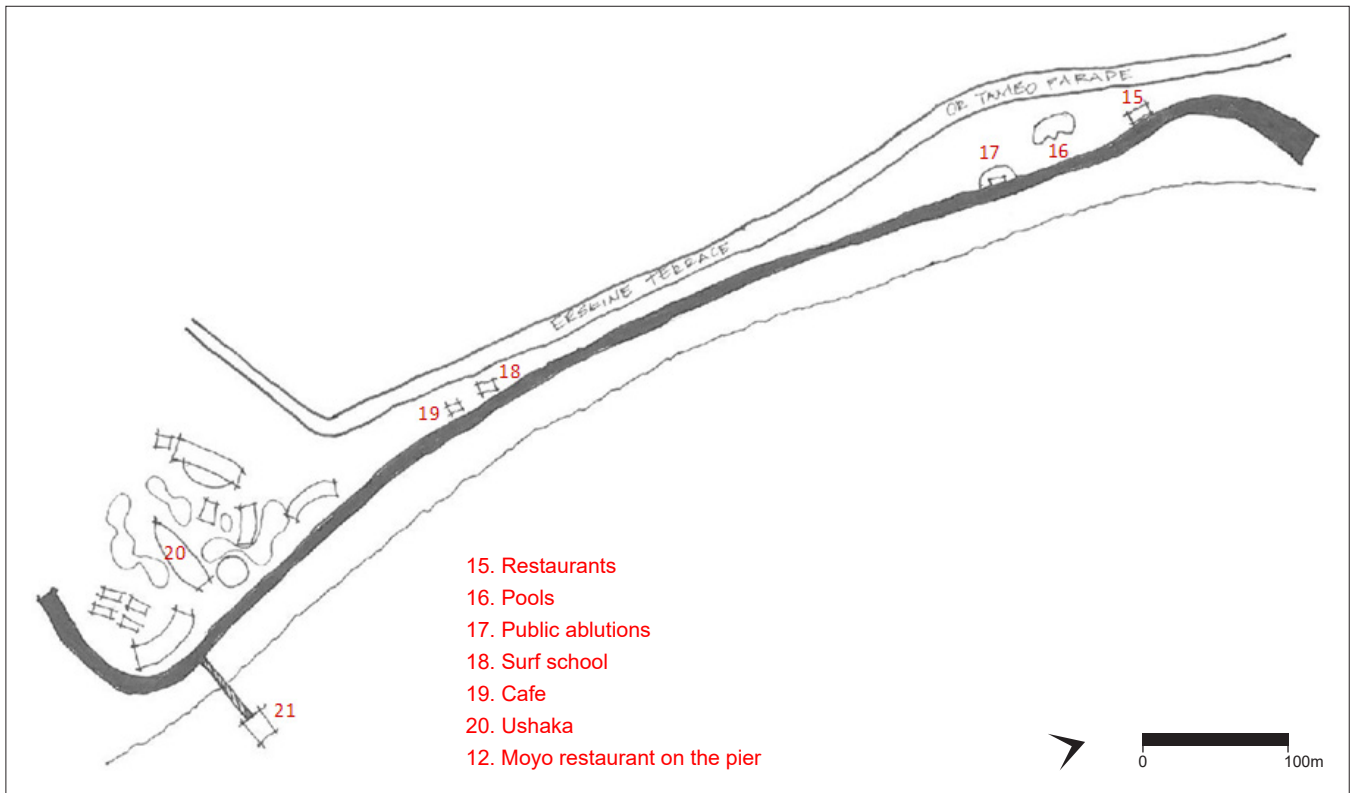 OR TAMBO PARADE
15
16
17
ERSKINE TERRACE
18
19
20
21
15. Restaurants
16. Pools
17. Public ablutions
18. Surf school
19. Cafe
20. Ushaka
12. Moyo restaurant on the pier
0 100m